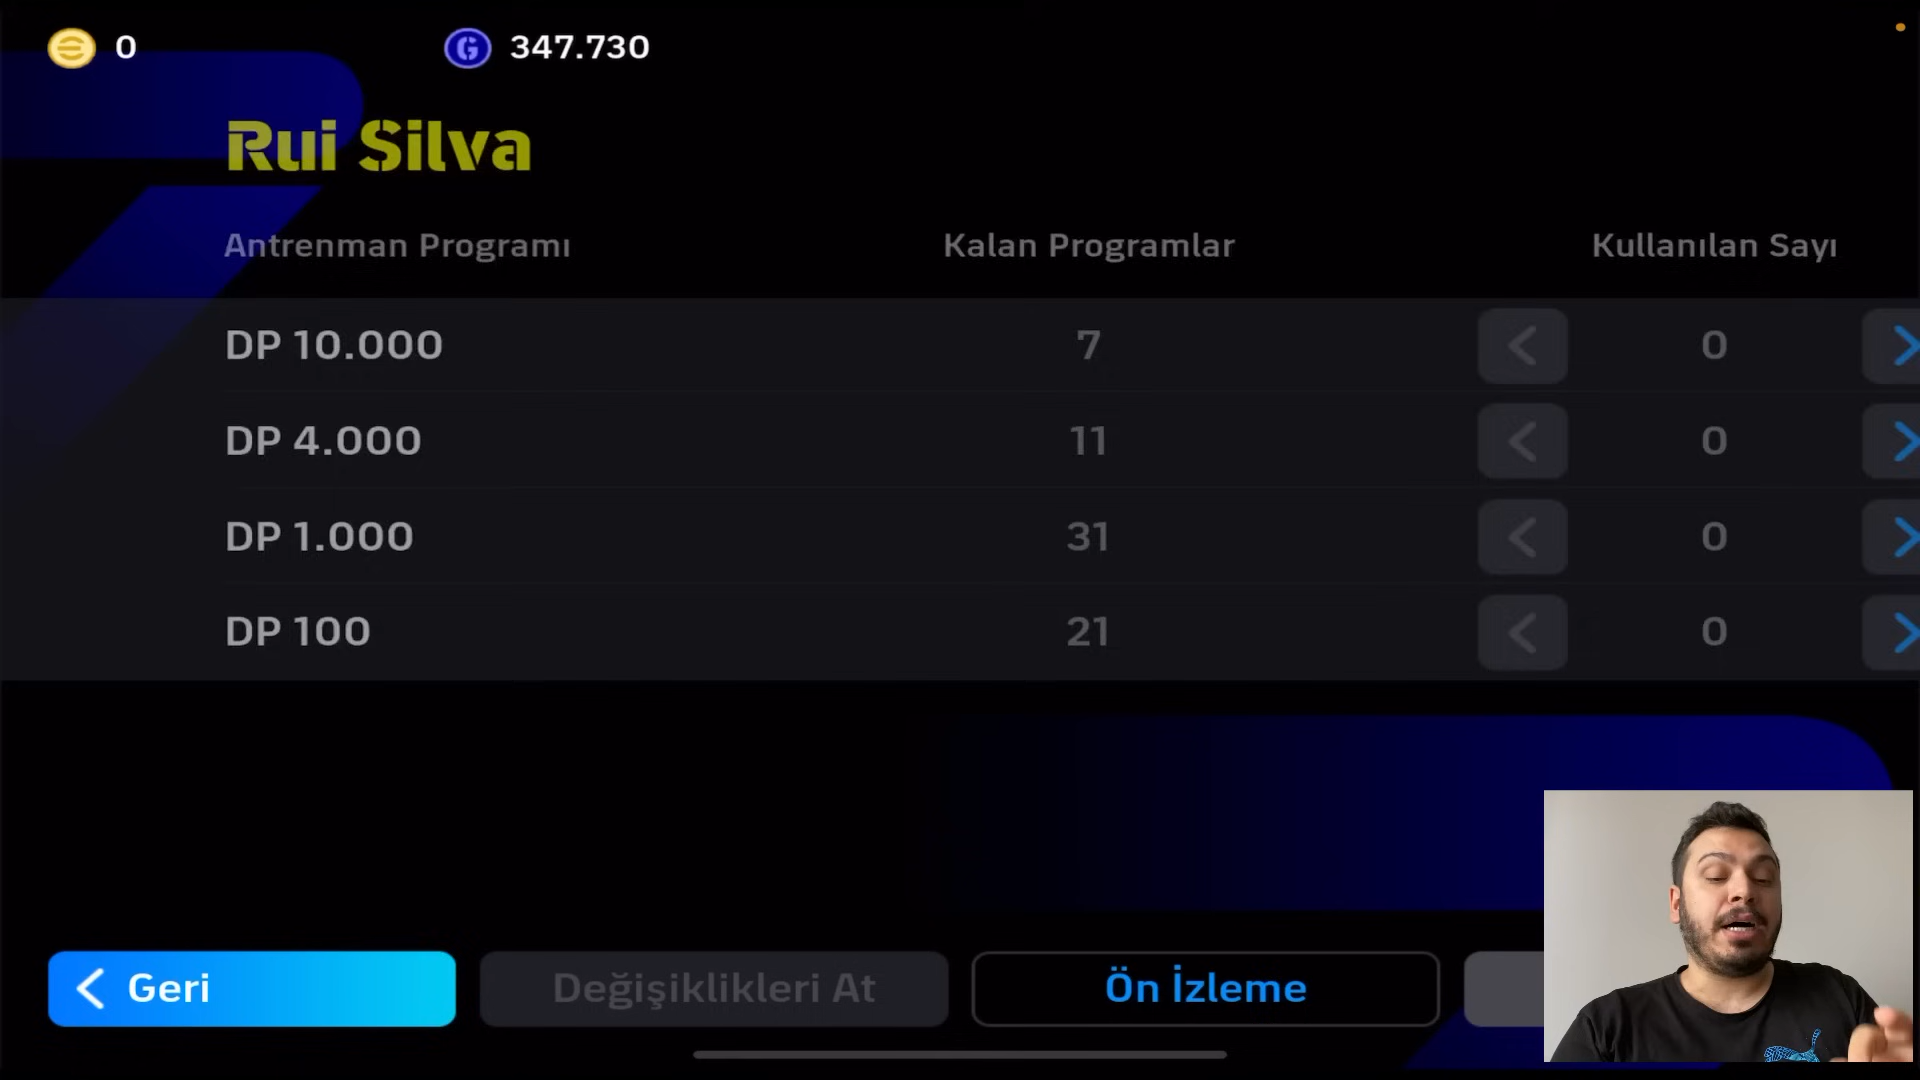 0
347.730
Rui Silva
Antrenman Programı Kalan Programlar Kullanılan Sayı
DP 10.000 7 0
DP 4.000 11 0
DP 1.000 31 0
DP 100 21 0
Geri Değişiklikleri At Ön İzleme